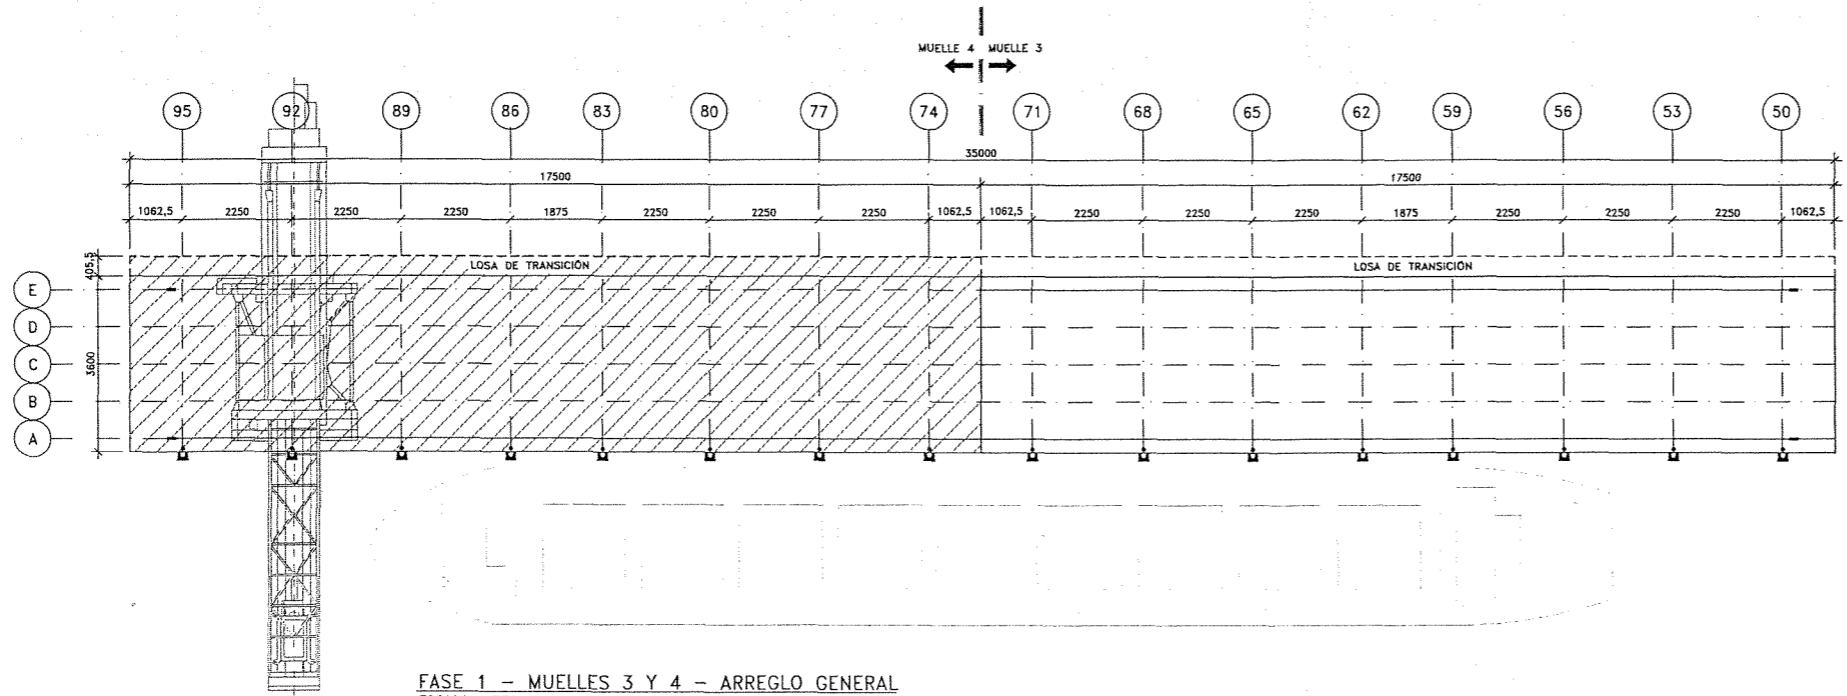 MUELLE 4 MUELLE 3
95 92 89 86 83 80 77 74 71 68 65 62 59 56 53 50
35000
17500 17500
1062,5 2250 2250 2250 1875 2250 2250 2250 1062,5 1062,5 2250 2250 2250 1875 2250 2250 2250 1062,5
405,5
LOSA DE TRANSICIÓN LOSA DE TRANSICIÓN
E
D
C
3600
B
A
FASE 1 - MUELLES 3 Y 4 - ARREGLO GENERAL